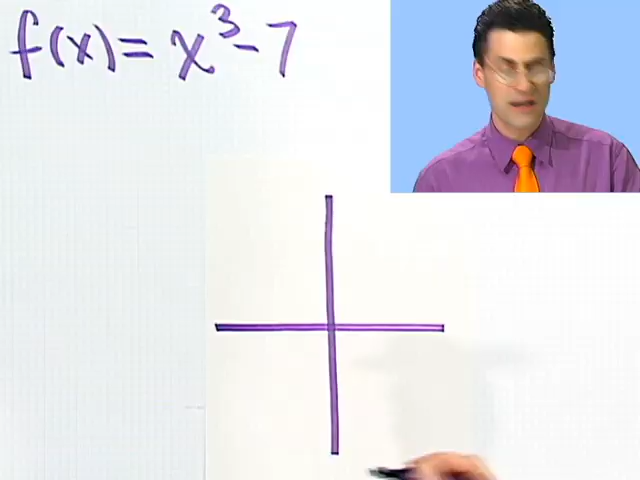 f(x) = x³ - 7